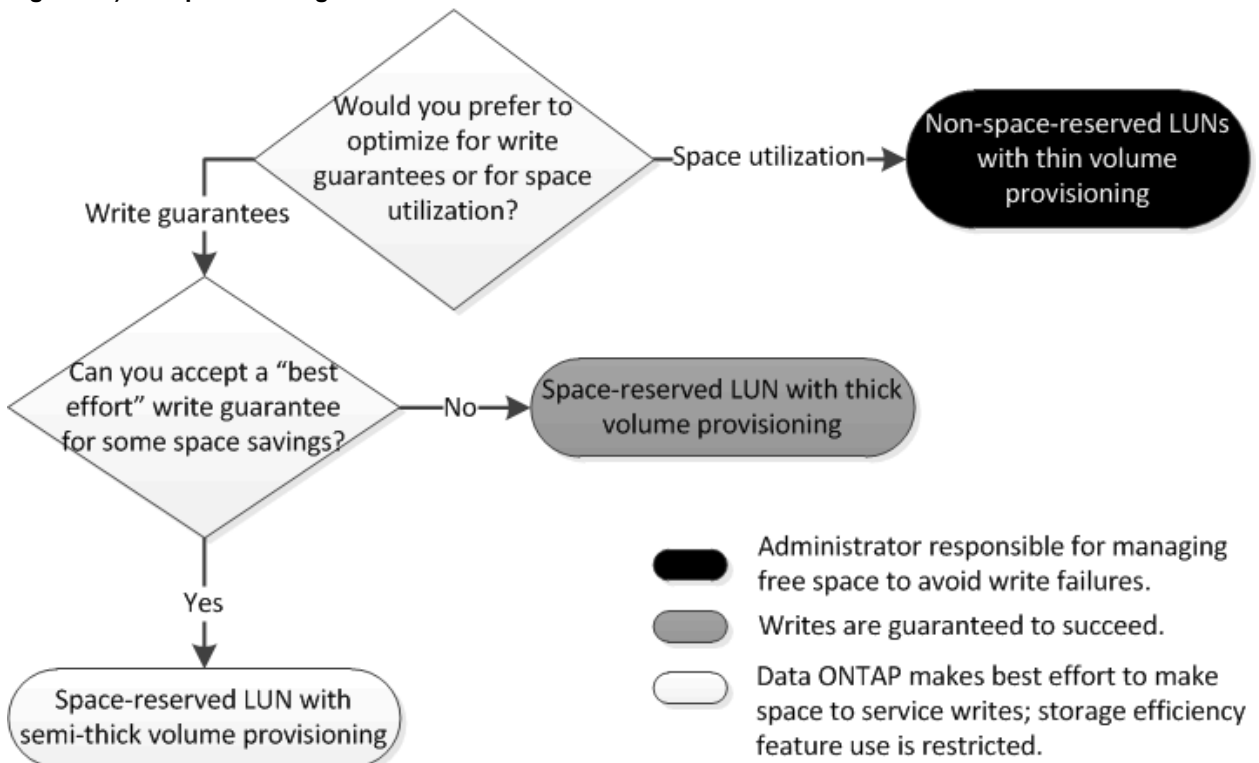 Would you prefer to
optimize for write
guarantees or for space
utilization?
Space utilization
Non-space-reserved LUNs
with thin volume
provisioning
Write guarantees
Can you accept a “best
effort” write guarantee
for some space savings?
No
Space-reserved LUN with thick
volume provisioning
Yes
Space-reserved LUN with
semi-thick volume provisioning
Administrator responsible for managing
free space to avoid write failures.
Writes are guaranteed to succeed.
Data ONTAP makes best effort to make
space to service writes; storage efficiency
feature use is restricted.